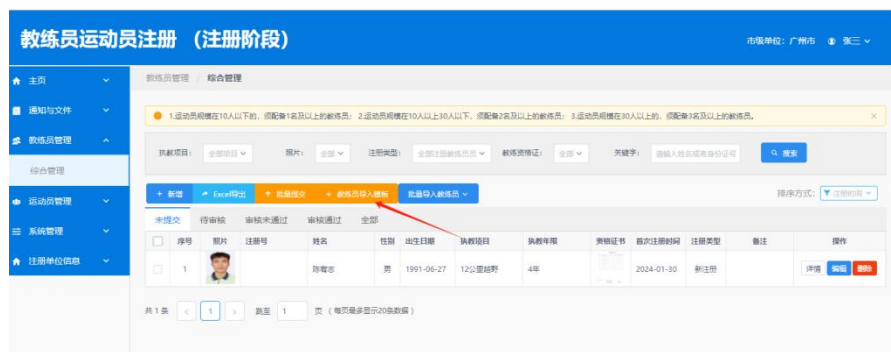 教练员运动员注册 （注册阶段）
市级单位：广州市 张三
主页
教练员管理 / 综合管理
通知与文件
1.运动员规模在10人以下的，须配备1名及以上的教练员； 2.运动员规模在10人以上30人以下，须配备2名及以上的教练员； 3.运动员规模在30人以上的，须配备3名及以上的教练员。
教练员管理
执教项目： 全部项目 照片： 全部 注册类型： 全部注册教练员员 教练资格证： 全部 关键字： 请输入姓名或者身份证号 搜索
综合管理
运动员管理
+ 新增 Excel导出 批量提交 教练员导入模板 批量导入教练员 排序方式： 注册时间
系统管理
未提交 待审核 审核未通过 审核通过 全部
序号 照片 注册号 姓名 性别 出生日期 执教项目 执教年限 资格证书 首次注册时间 注册类型 备注 操作
注册单位信息
1 男 1991-06-27 12公里越野 4年 2024-01-30 新注册 详情 编辑 删除
共 1 条 < 1 > 跳至 1 页 （每页最多显示20条数据）